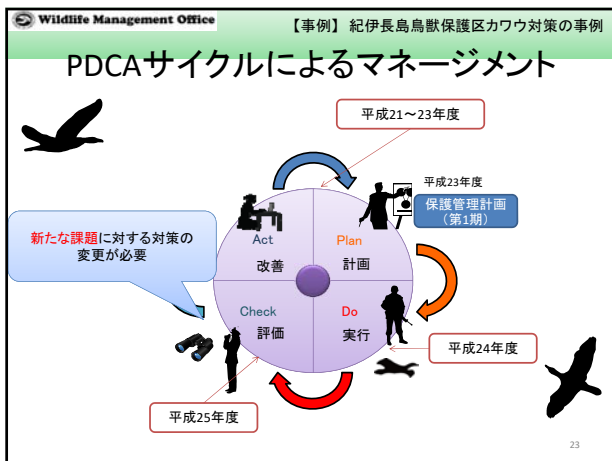 Wildlife Management Office
【事例】 紀伊長島鳥獣保護区カワウ対策の事例
PDCAサイクルによるマネージメント
平成21～23年度
平成23年度
保護管理計画
（第1期）
新たな課題に対する対策の
変更が必要
Act
改善
Plan
計画
Check
評価
Do
実行
平成24年度
平成25年度
23